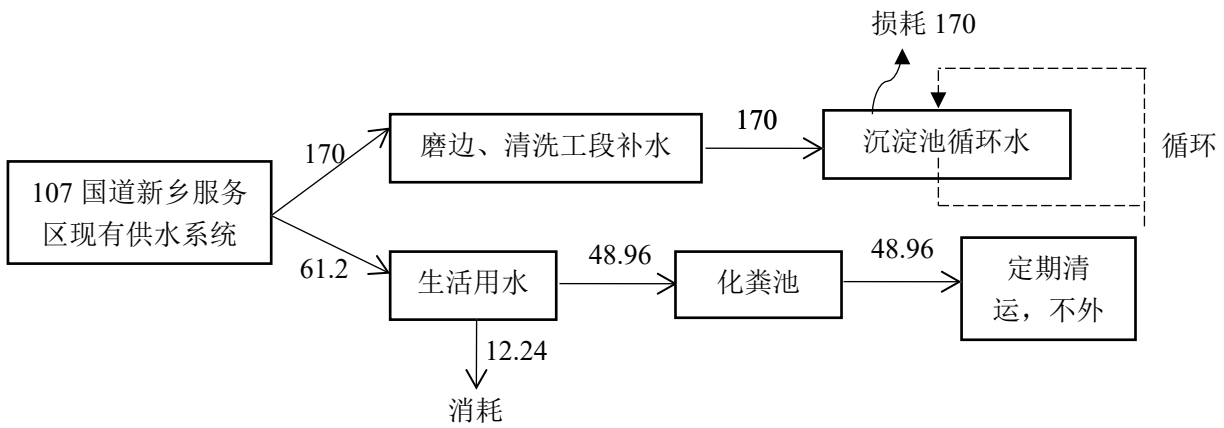 损耗 170
170
磨边、清洗工段补水
170
沉淀池循环水
循环
107 国道新乡服务
区现有供水系统
61.2
生活用水
48.96
化粪池
48.96
定期清
运，不外
12.24
消耗